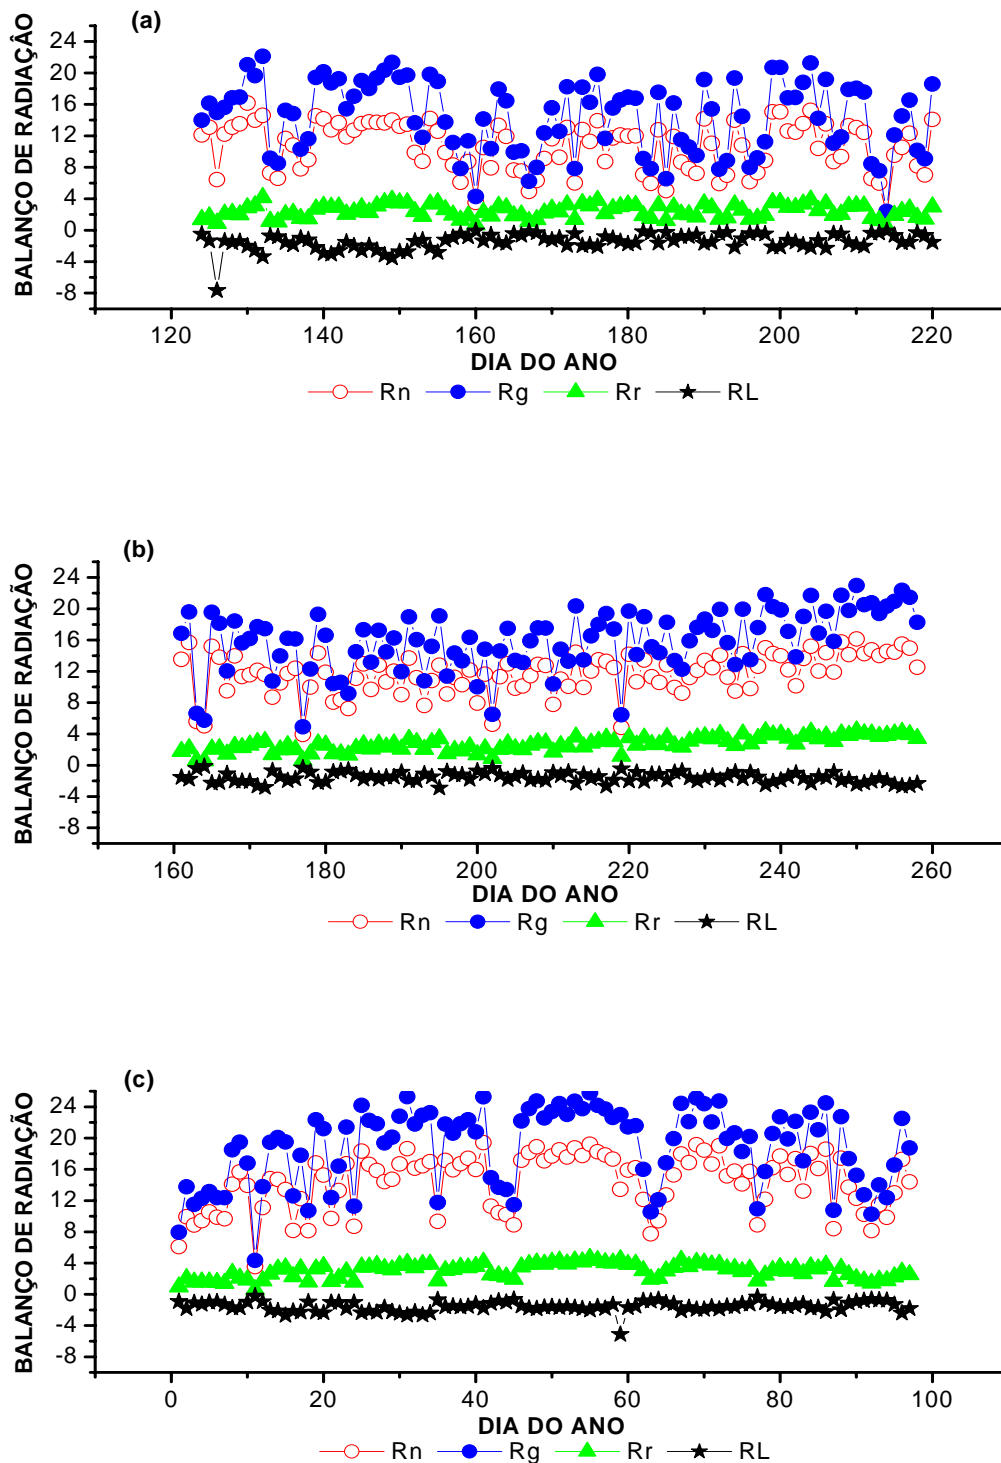 (a)
BALANÇO DE RADIAÇÃO
24
20
16
12
8
4
0
-4
-8
120 140 160 180 200 220
DIA DO ANO
Rn Rg Rr RL
(b)
BALANÇO DE RADIAÇÃO
24
20
16
12
8
4
0
-4
-8
160 180 200 220 240 260
DIA DO ANO
Rn Rg Rr RL
(c)
BALANÇO DE RADIAÇÃO
24
20
16
12
8
4
0
-4
-8
0 20 40 60 80 100
DIA DO ANO
Rn Rg Rr RL